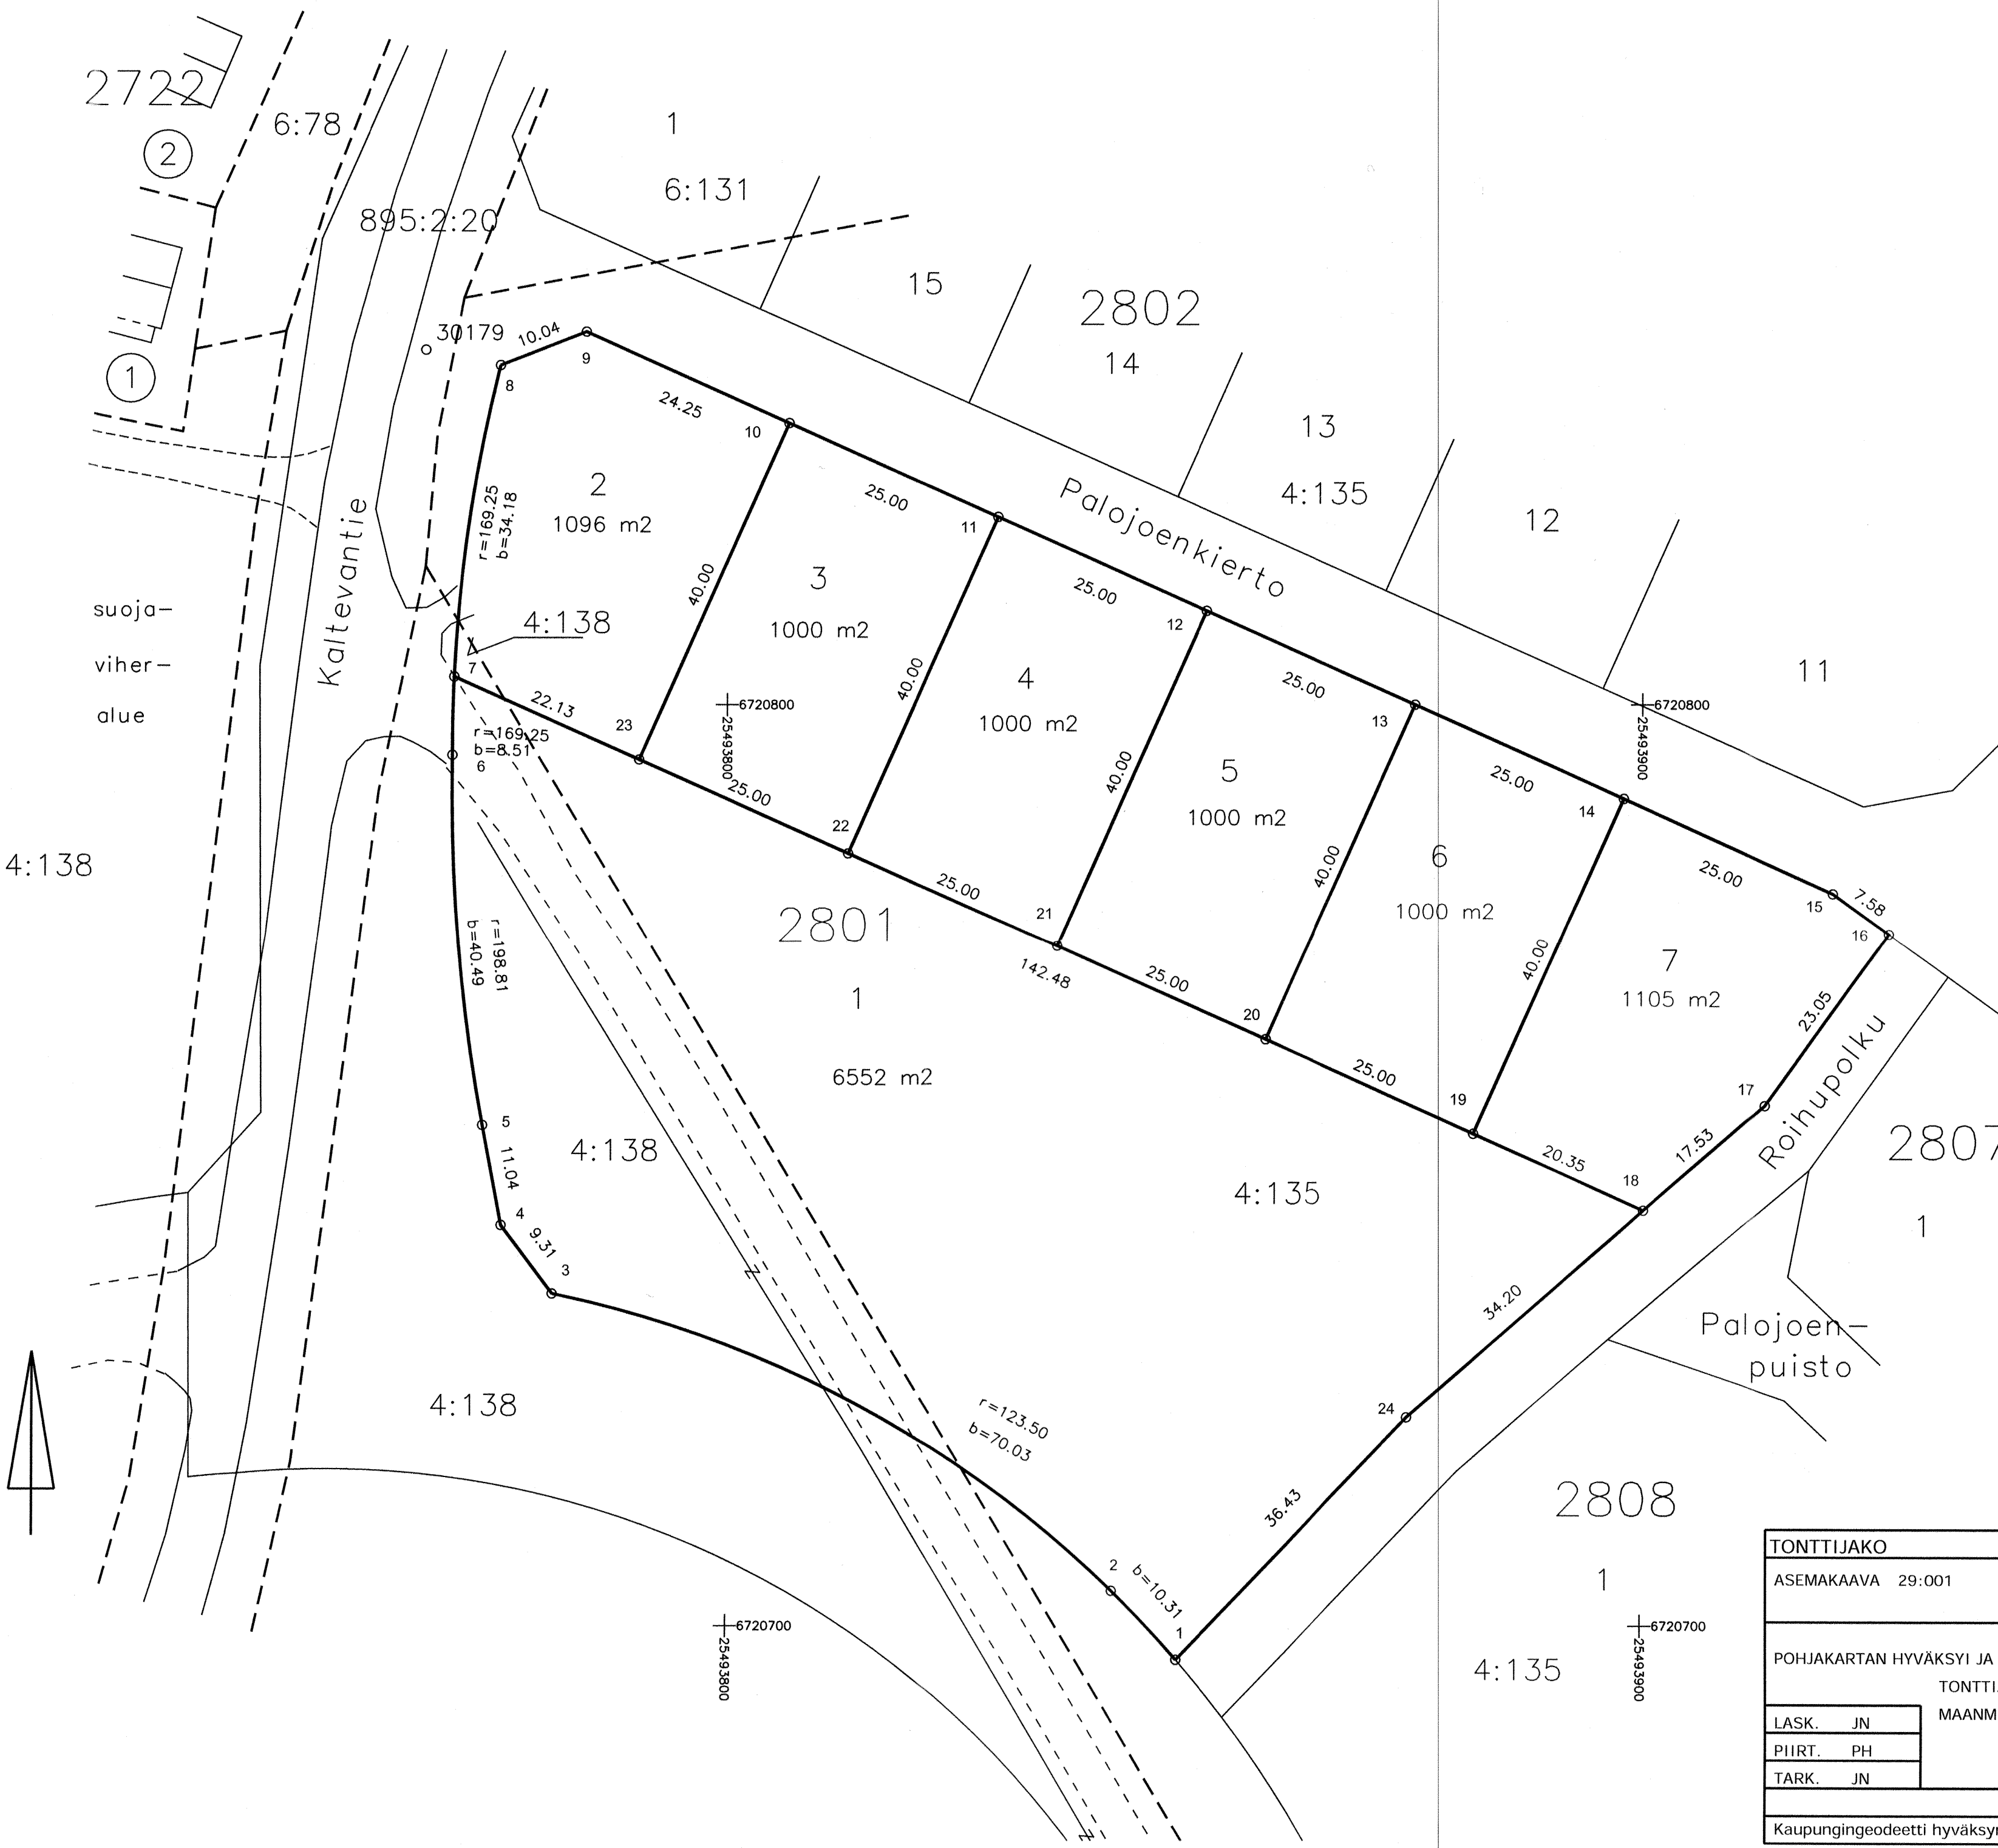 2722
6:78
2
1
895:2:20
30179
1
6:131
15
2802
14
13
4:135
12
11
10.04
9
8
24.25
10
r=169.25
b=34.18
2
1096 m2
25.00
11
40.00
3
1000 m2
Palojoenkierto
25.00
12
40.00
4
1000 m2
25.00
13
40.00
5
1000 m2
25.00
14
40.00
6
1000 m2
25.00
15
7.58
16
40.00
7
1105 m2
23.05
17
Roihupolku
17.53
18
suoja-
viher-
alue
Kaltevantie
4:138
7
22.13
23
r=169.25
b=8.51
6
6720800
25493800
6720800
25493900
25.00
22
25.00
21
142.48
25.00
20
25.00
19
20.35
4:138
2801
1
6552 m2
r=198.81
b=40.49
5
11.04
4
9.31
3
4:138
4:135
2807
1
34.20
24
Palojoen-
puisto
4:138
r=123.50
b=70.03
36.43
2
b=10.31
1
2808
1
4:135
6720700
25493800
6720700
25493900
TONTTIJAKO
ASEMAKAAVA 29:001
POHJAKARTAN HYVÄKSYI JA
TONTTI
MAANM
LASK. JN
PIIRT. PH
TARK. JN
Kaupungingeodeetti hyväksyn